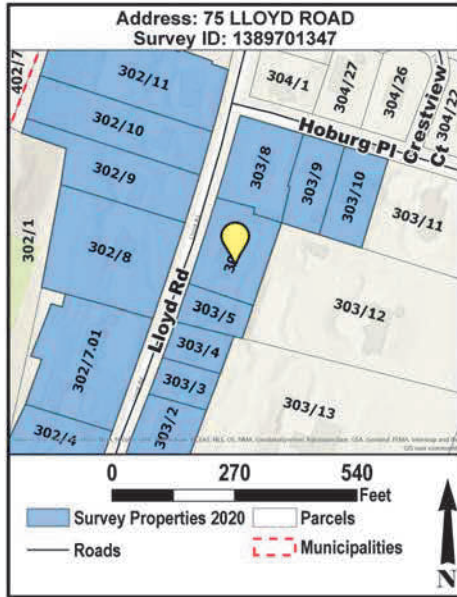 Address: 75 LLOYD ROAD
Survey ID: 1389701347
402/7
302/11
304/1
304/27
304/26
Crestview Ct
304/22
302/10
Hoburg Pl
303/8
303/9
303/10
302/9
303/11
302/1
302/8
303/12
303/5
Lloyd Rd
303/4
302/7.01
303/3
303/13
303/2
302/4
0 270 540
Feet
Survey Properties 2020
Parcels
Roads
Municipalities
N